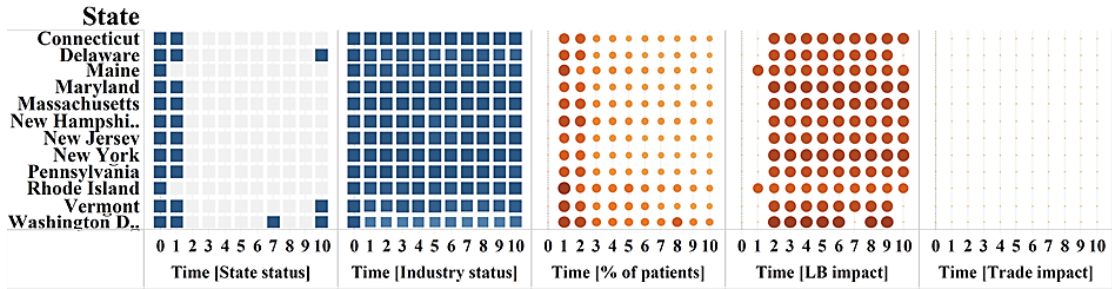 State
Connecticut
Delaware
Maine
Maryland
Massachusetts
New Hampshi..
New Jersey
New York
Pennsylvania
Rhode Island
Vermont
Washington D..
0 1 2 3 4 5 6 7 8 9 10 0 1 2 3 4 5 6 7 8 9 10 0 1 2 3 4 5 6 7 8 9 10 0 1 2 3 4 5 6 7 8 9 10 0 1 2 3 4 5 6 7 8 9 10
Time [State status] Time [Industry status] Time [% of patients] Time [LB impact] Time [Trade impact]